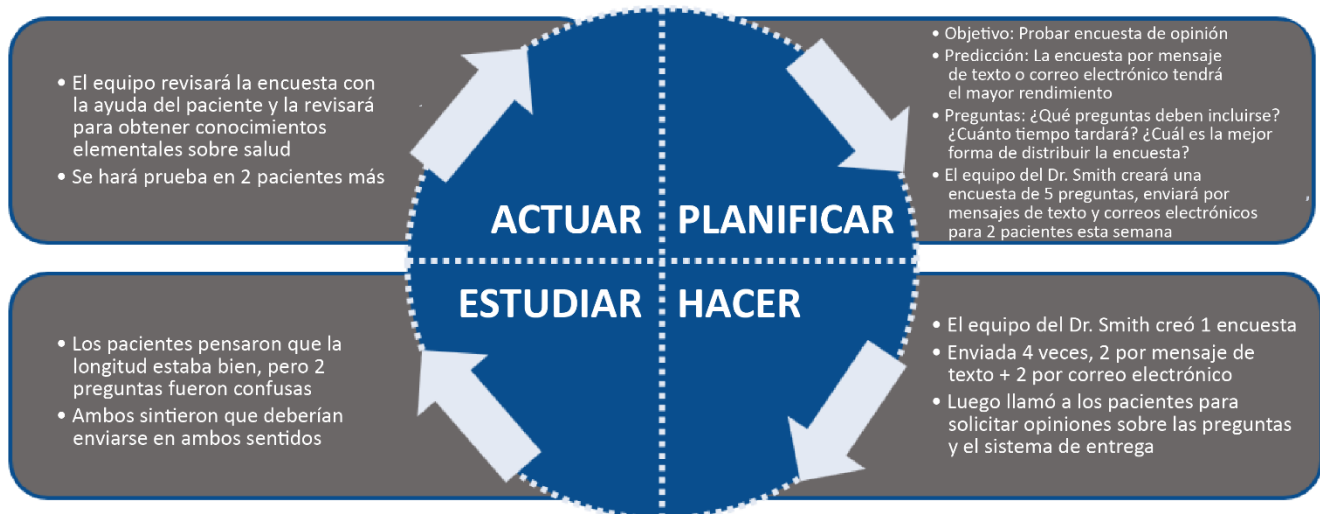 • El equipo revisará la encuesta con
la ayuda del paciente y la revisará
para obtener conocimientos
elementales sobre salud
• Se hará prueba en 2 pacientes más
• Objetivo: Probar encuesta de opinión
• Predicción: La encuesta por mensaje
de texto o correo electrónico tendrá
el mayor rendimiento
• Preguntas: ¿Qué preguntas deben incluirse?
¿Cuánto tiempo tardará? ¿Cuál es la mejor
forma de distribuir la encuesta?
• El equipo del Dr. Smith creará una
encuesta de 5 preguntas, enviará por
mensajes de texto y correos electrónicos
para 2 pacientes esta semana
ACTUAR
PLANIFICAR
ESTUDIAR
HACER
• Los pacientes pensaron que la
longitud estaba bien, pero 2
preguntas fueron confusas
• Ambos sintieron que deberían
enviarse en ambos sentidos
• El equipo del Dr. Smith creó 1 encuesta
• Enviada 4 veces, 2 por mensaje de
texto + 2 por correo electrónico
• Luego llamó a los pacientes para
solicitar opiniones sobre las preguntas
y el sistema de entrega